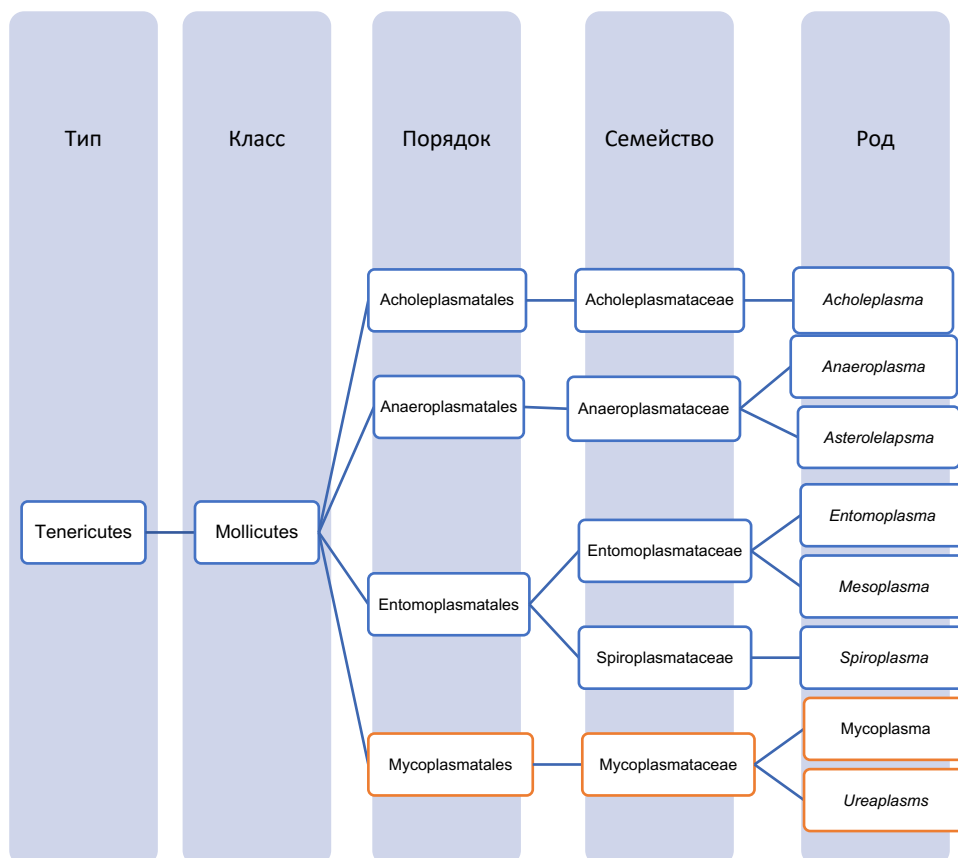 Тип
Класс
Порядок
Семейство
Род
Acholeplasmatales
Acholeplasmataceae
Acholeplasma
Anaeroplasma
Anaeroplasmatales
Anaeroplasmataceae
Asterolelapsma
Entomoplasma
Tenericutes
Mollicutes
Entomoplasmataceae
Mesoplasma
Entomoplasmatales
Spiroplasmataceae
Spiroplasma
Mycoplasma
Mycoplasmatales
Mycoplasmataceae
Ureaplasms